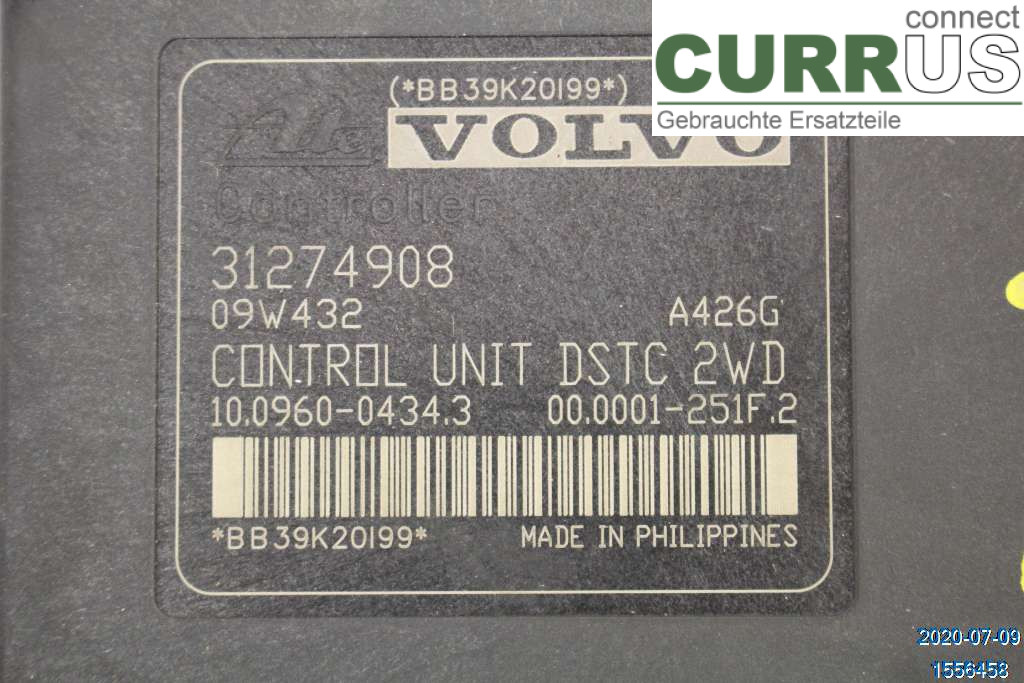 connect
CURRUS
Gebrauchte Ersatzteile
(*BB39K20I99*)
Ate VOLVO
Controller
31274908
09W432 A426G
CONTROL UNIT DSTC 2WD
10.0960-0434.3 00.0001-251F.2
*BB39K20I99* MADE IN PHILIPPINES
2020-07-09
1556458